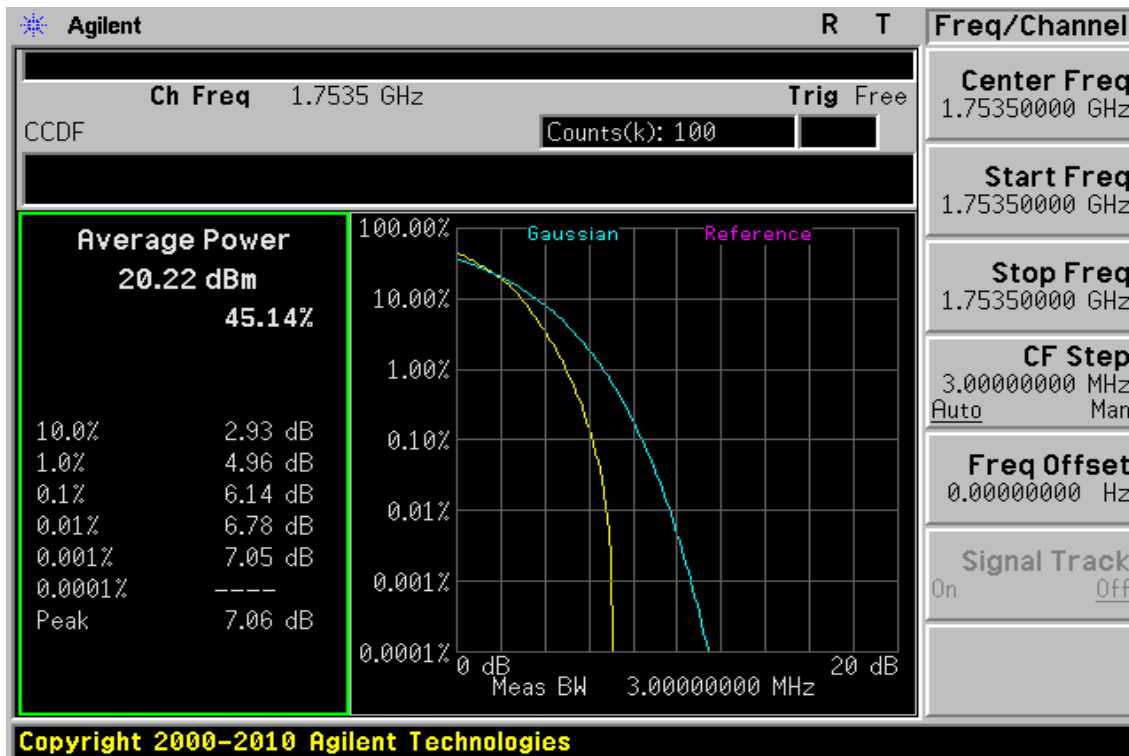 Agilent R T
Ch Freq 1.7535 GHz Trig Free
CCDF Counts(k): 100
Average Power
20.22 dBm
45.14%
10.0% 2.93 dB
1.0% 4.96 dB
0.1% 6.14 dB
0.01% 6.78 dB
0.001% 7.05 dB
0.0001% ----
Peak 7.06 dB
Gaussian Reference
100.00%
10.00%
1.00%
0.10%
0.01%
0.001%
0.0001%
0 dB 20 dB
Meas BW 3.000000000 MHz
Freq/Channel
Center Freq
1.75350000 GHz
Start Freq
1.75350000 GHz
Stop Freq
1.75350000 GHz
CF Step
3.00000000 MHz
Auto Man
Freq Offset
0.00000000 Hz
Signal Track
On Off
Copyright 2000-2010 Agilent Technologies